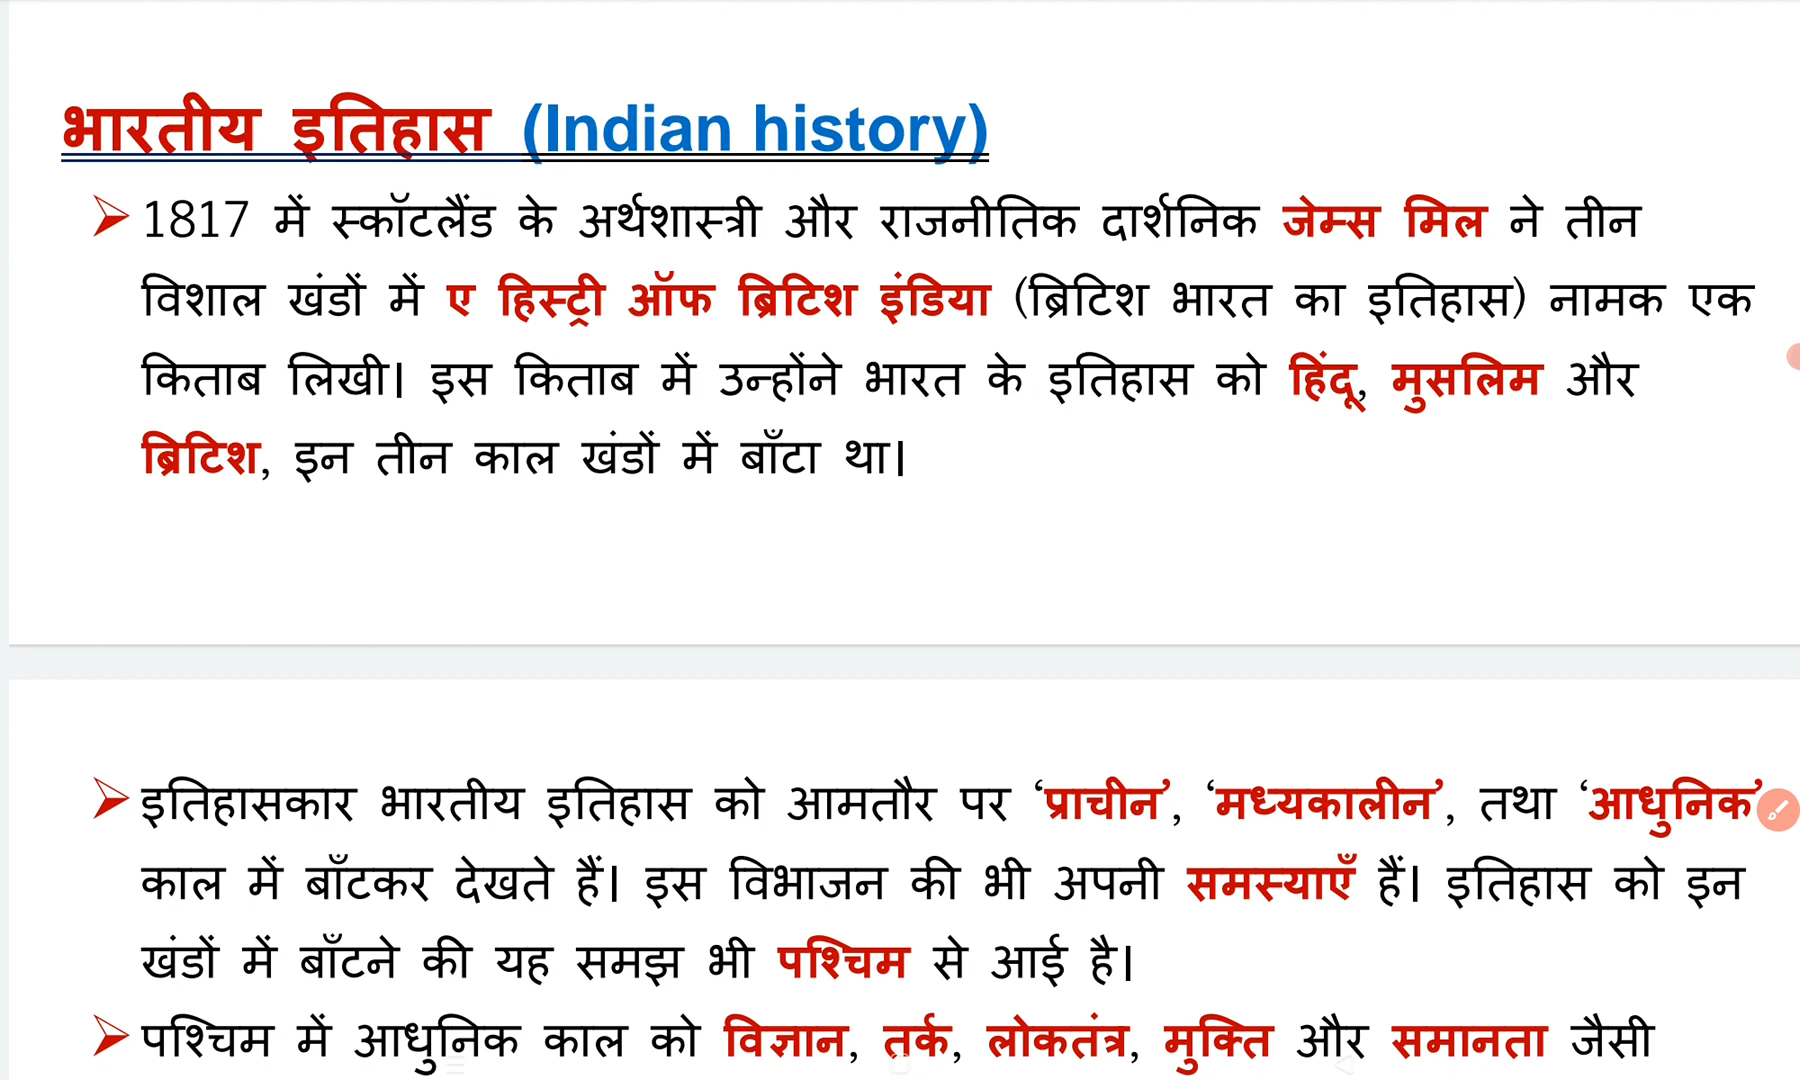 भारतीय इतिहास (Indian history)
1817 में स्कॉटलैंड के अर्थशास्त्री और राजनीतिक दार्शनिक जेम्स मिल ने तीन
विशाल खंडों में ए हिस्ट्री ऑफ ब्रिटिश इंडिया (ब्रिटिश भारत का इतिहास) नामक एक
किताब लिखी। इस किताब में उन्होंने भारत के इतिहास को हिंदू, मुसलिम और
ब्रिटिश, इन तीन काल खंडों में बाँटा था।
इतिहासकार भारतीय इतिहास को आमतौर पर ‘प्राचीन’, ‘मध्यकालीन’, तथा ‘आधुनिक’
काल में बाँटकर देखते हैं। इस विभाजन की भी अपनी समस्याएँ हैं। इतिहास को इन
खंडों में बाँटने की यह समझ भी पश्चिम से आई है।
पश्चिम में आधुनिक काल को विज्ञान, तर्क, लोकतंत्र, मुक्ति और समानता जैसी